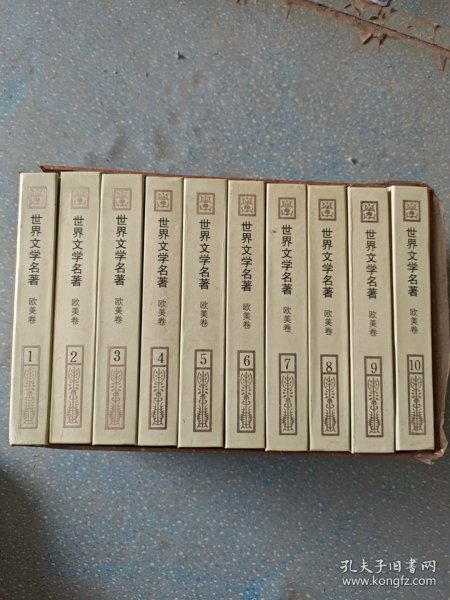 世界文学名著 欧美卷 1
世界文学名著 欧美卷 2
世界文学名著 欧美卷 3
世界文学名著 欧美卷 4
世界文学名著 欧美卷 5
世界文学名著 欧美卷 6
世界文学名著 欧美卷 7
世界文学名著 欧美卷 8
世界文学名著 欧美卷 9
世界文学名著 欧美卷 10
孔夫子旧书网
www.kongfz.com